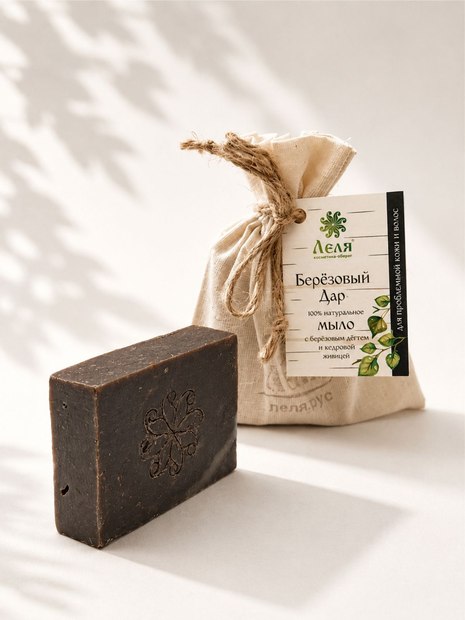 Леля
косметика-оберег
Берёзовый
Дар
100% натуральное
мыло
с берёзовым дёгтем
и кедровой
живицей
для проблемной кожи и волос
леля.рус